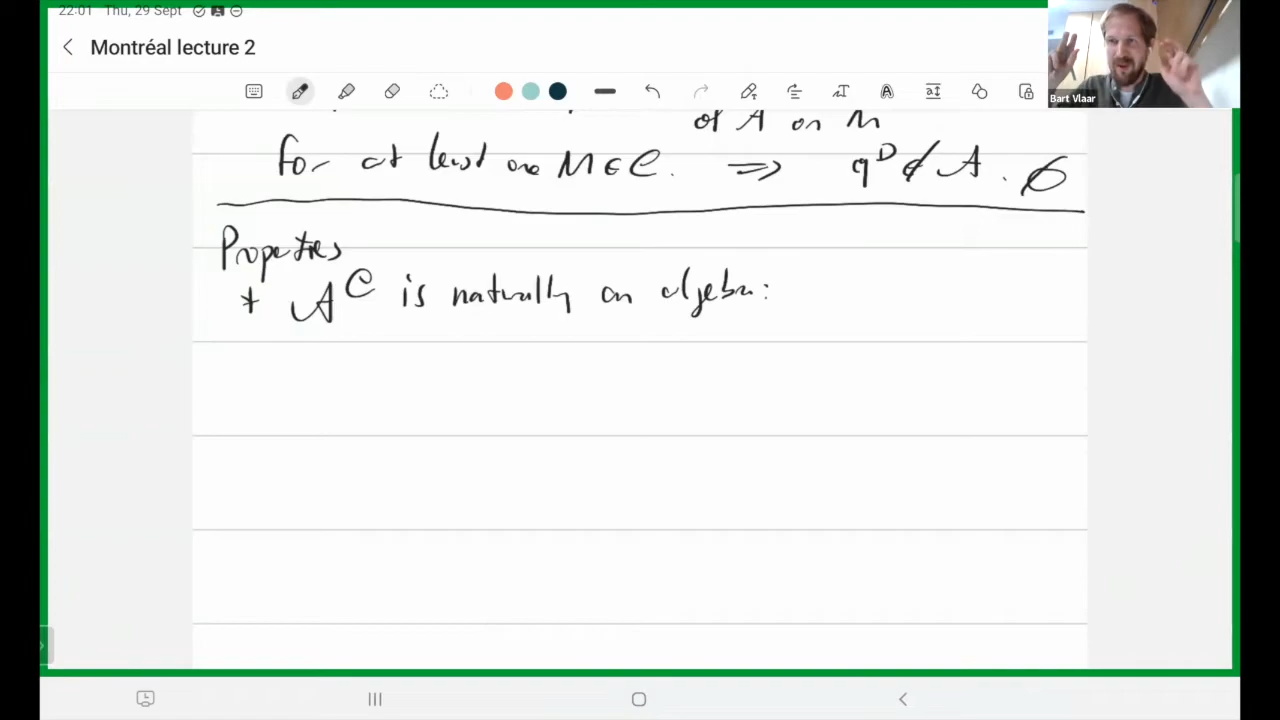 22:01 Thu, 29 Sept
Montréal lecture 2
Bart Vlaar
of A on M
for at least one M ∈ C. ⟹ q^D ∉ A.
Properties
* A^C is naturally an algebra: